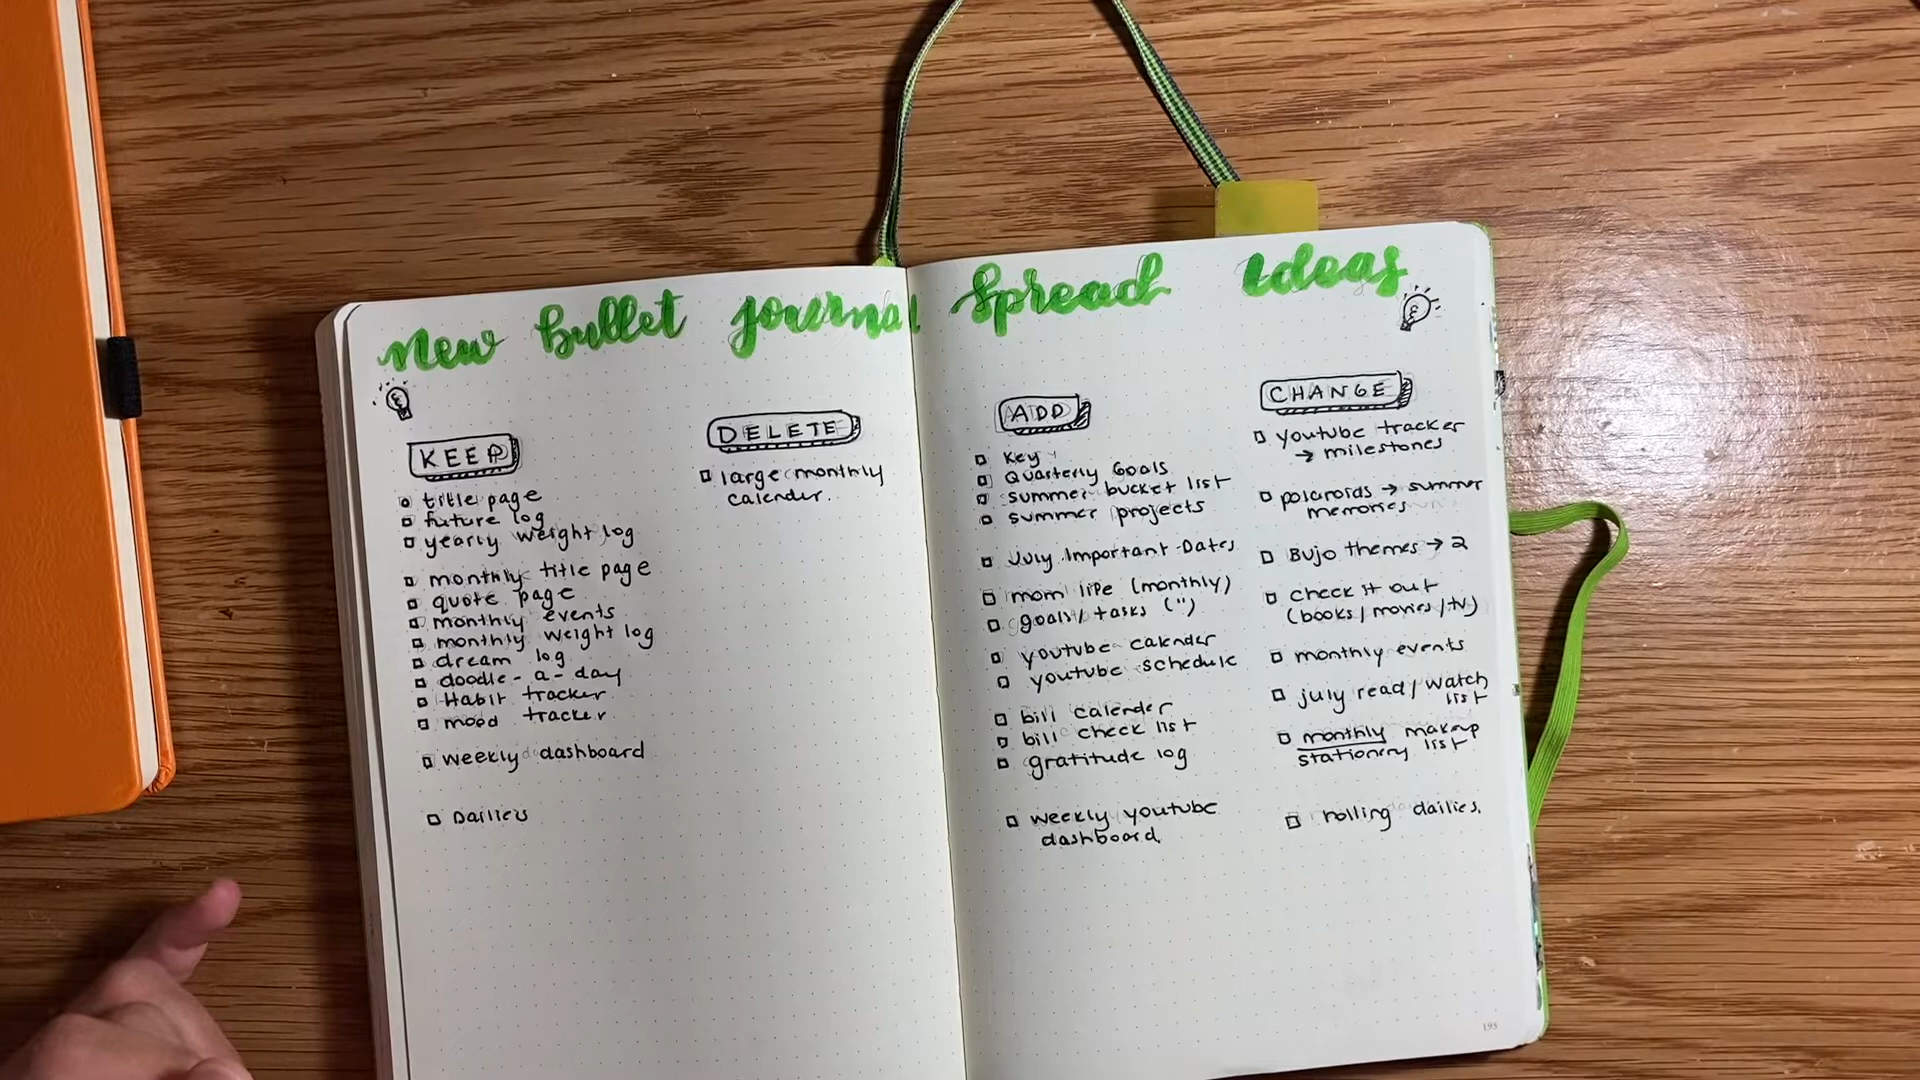 New bullet journal Spread Ideas
KEEP
title page
future log
yearly weight log
monthly title page
quote page
monthly events
monthly weight log
dream log
doodle-a-day
Habit tracker
mood tracker
weekly dashboard
Dailies
DELETE
large monthly
calender.
ADD
Key
Quarterly Goals
summer bucket list
summer projects
July Important Dates
mom life (monthly)
goals/tasks (")
youtube calender
youtube schedule
bill calender
bill check list
gratitude log
weekly youtube
dashboard.
CHANGE
youtube tracker
→ milestones
polaroids → summer
memories
Bujo themes → 2
check it out
(books/movies/tv)
monthly events
july read/watch
list
monthly makeup
stationery list
rolling dailies.
193